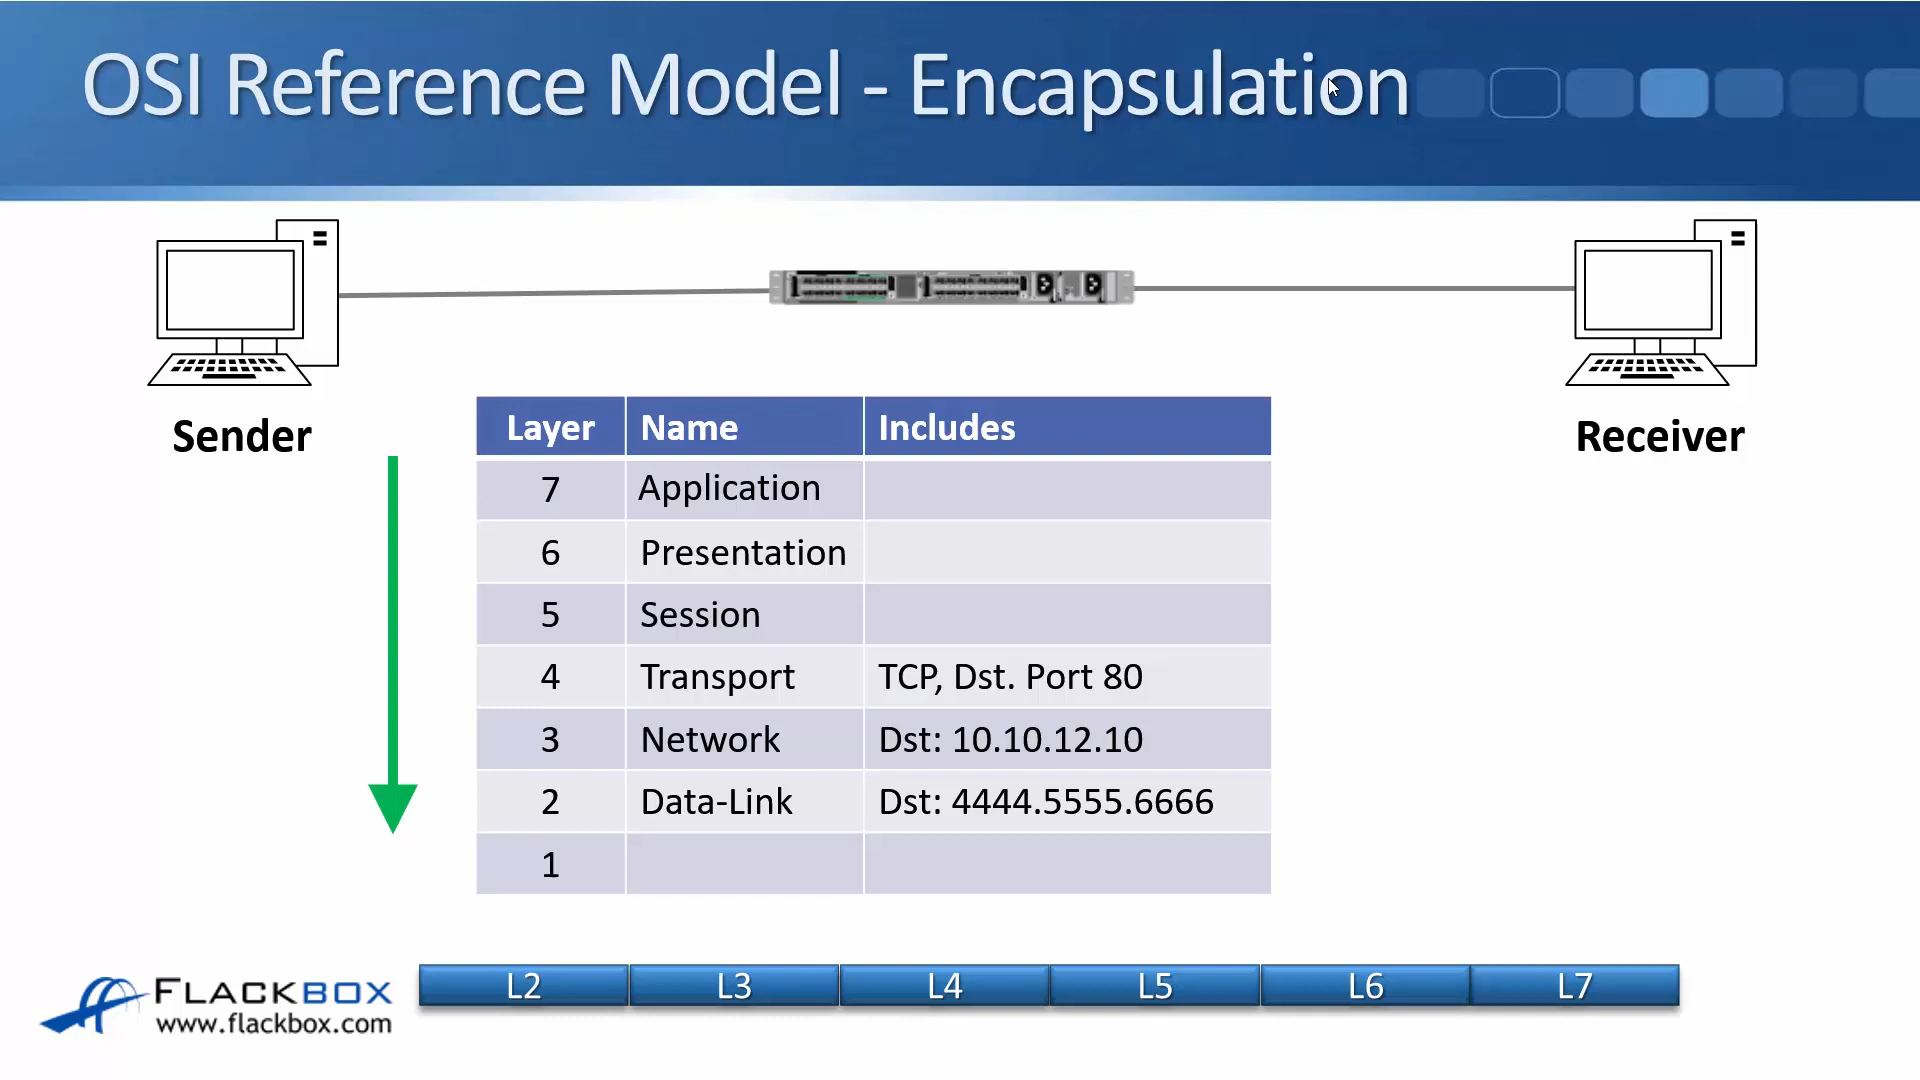 OSI Reference Model - Encapsulation
Sender
Receiver
Layer Name Includes
7 Application
6 Presentation
5 Session
4 Transport TCP, Dst. Port 80
3 Network Dst: 10.10.12.10
2 Data-Link Dst: 4444.5555.6666
1
FLACKBOX
www.flackbox.com
L2 L3 L4 L5 L6 L7